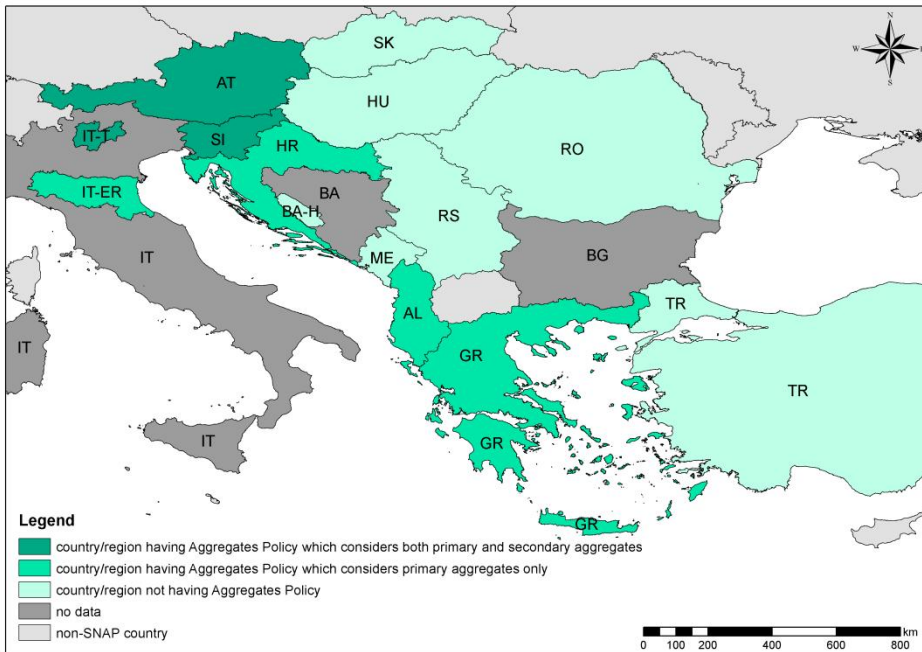 N
W
S
SK
AT
HU
IT-T
SI
HR
RO
IT-ER
BA
BA-H
RS
IT
ME
BG
TR
AL
IT
GR
TR
IT
GR
GR
Legend
country/region having Aggregates Policy which considers both primary and secondary aggregates
country/region having Aggregates Policy which considers primary aggregates only
country/region not having Aggregates Policy
no data
non-SNAP country
km
0 100 200 400 600 800